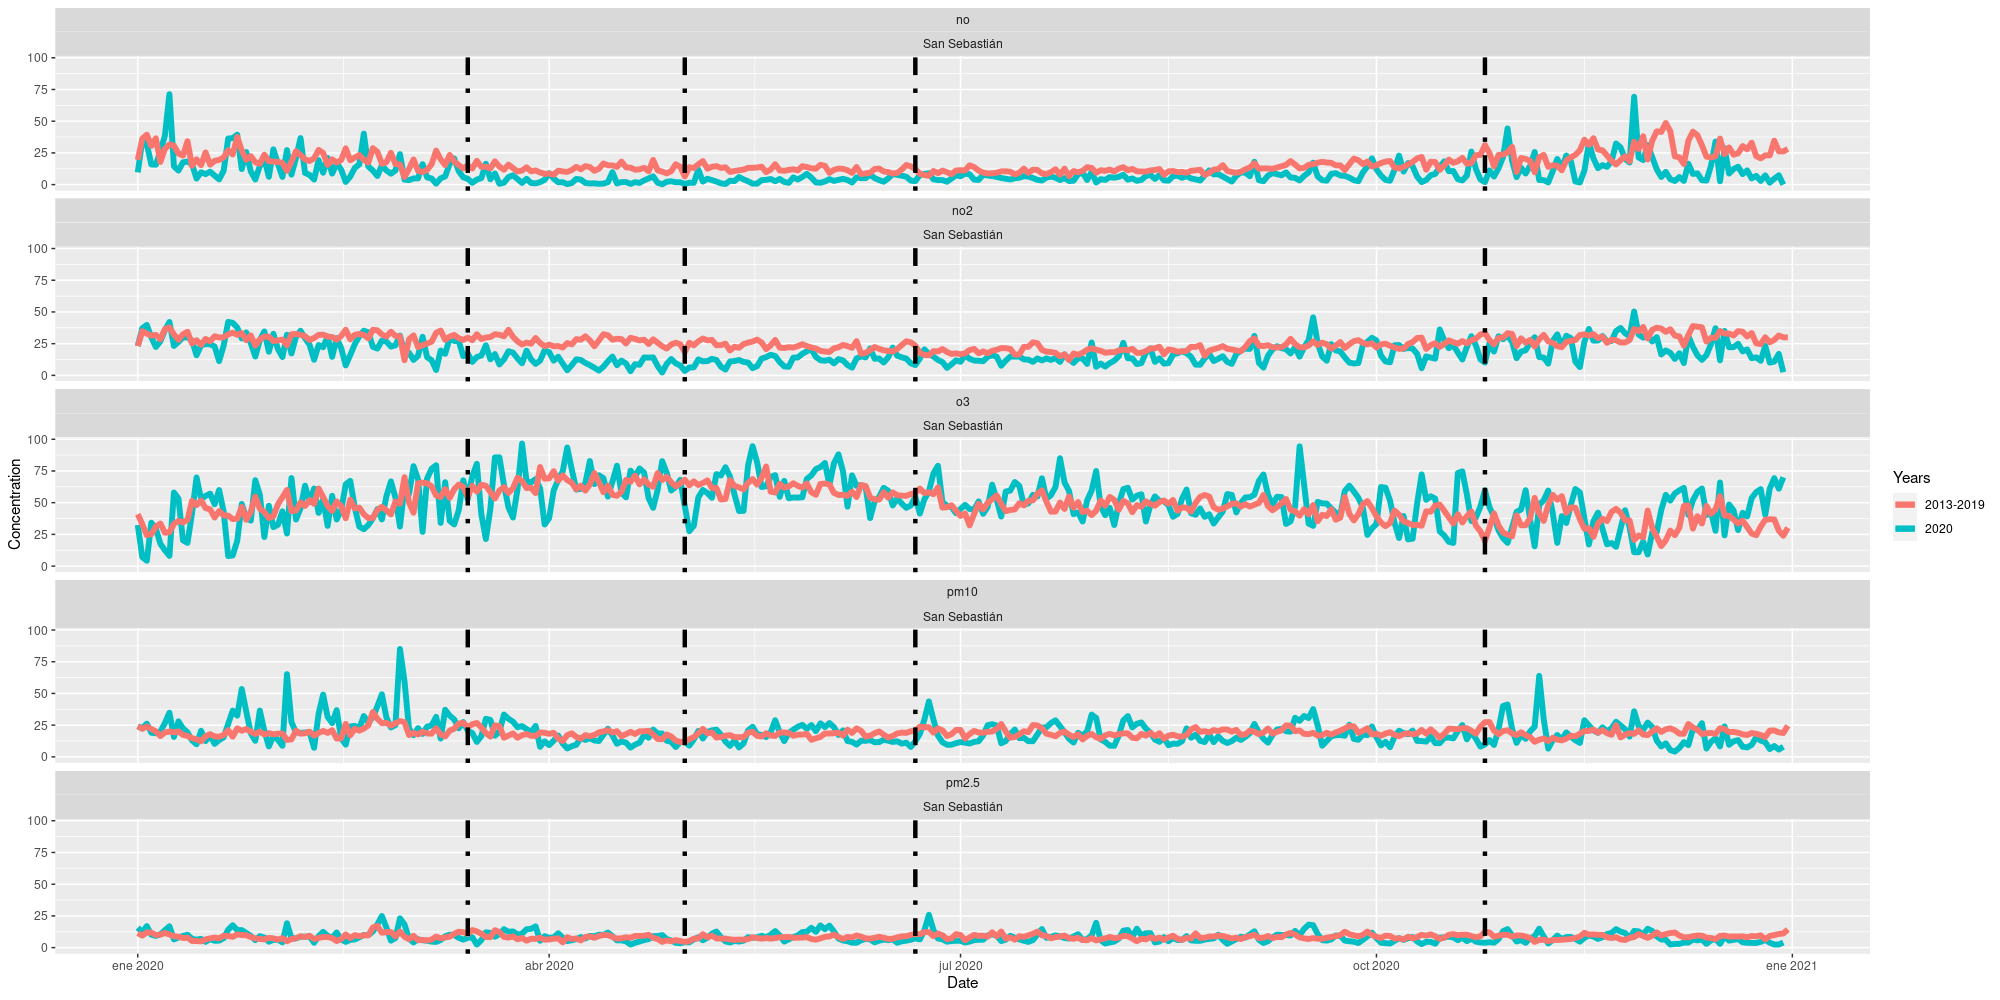 no
San Sebastián
100
75
50
25
0
no2
San Sebastián
100
75
50
25
0
o3
San Sebastián
100
75
50
25
0
pm10
San Sebastián
100
75
50
25
0
pm2.5
San Sebastián
100
75
50
25
0
ene 2020
abr 2020
jul 2020
oct 2020
ene 2021
Date
Concentration
Years
2013-2019
2020